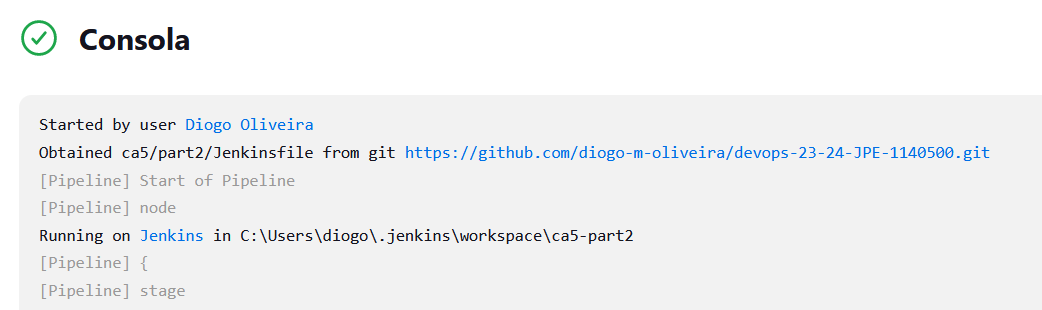 Consola
Started by user Diogo Oliveira
Obtained ca5/part2/Jenkinsfile from git https://github.com/diogo-m-oliveira/devops-23-24-JPE-1140500.git
[Pipeline] Start of Pipeline
[Pipeline] node
Running on Jenkins in C:\Users\diogo\.jenkins\workspace\ca5-part2
[Pipeline] {
[Pipeline] stage